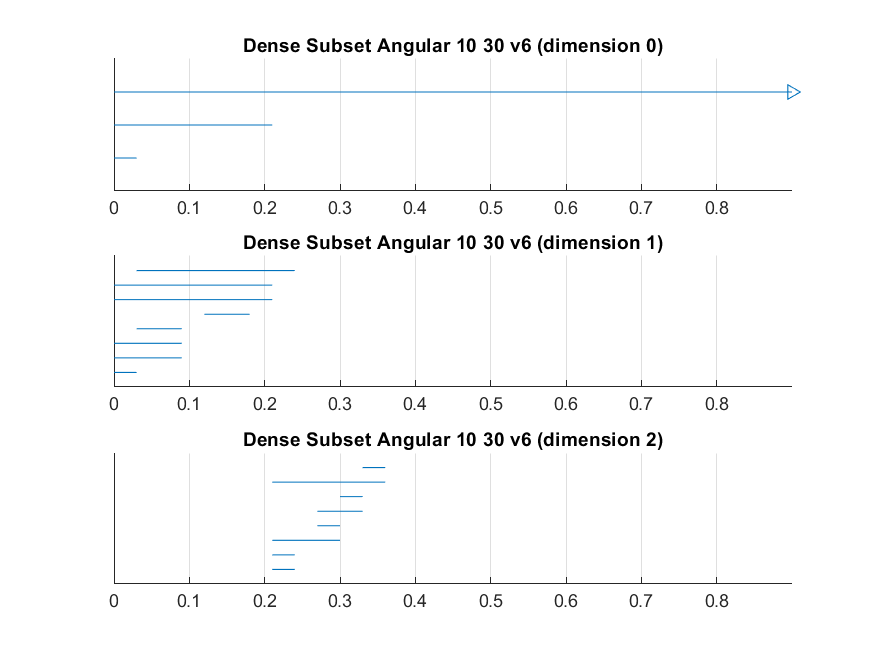 Dense Subset Angular 10 30 v6 (dimension 0)
0 0.1 0.2 0.3 0.4 0.5 0.6 0.7 0.8
Dense Subset Angular 10 30 v6 (dimension 1)
0 0.1 0.2 0.3 0.4 0.5 0.6 0.7 0.8
Dense Subset Angular 10 30 v6 (dimension 2)
0 0.1 0.2 0.3 0.4 0.5 0.6 0.7 0.8